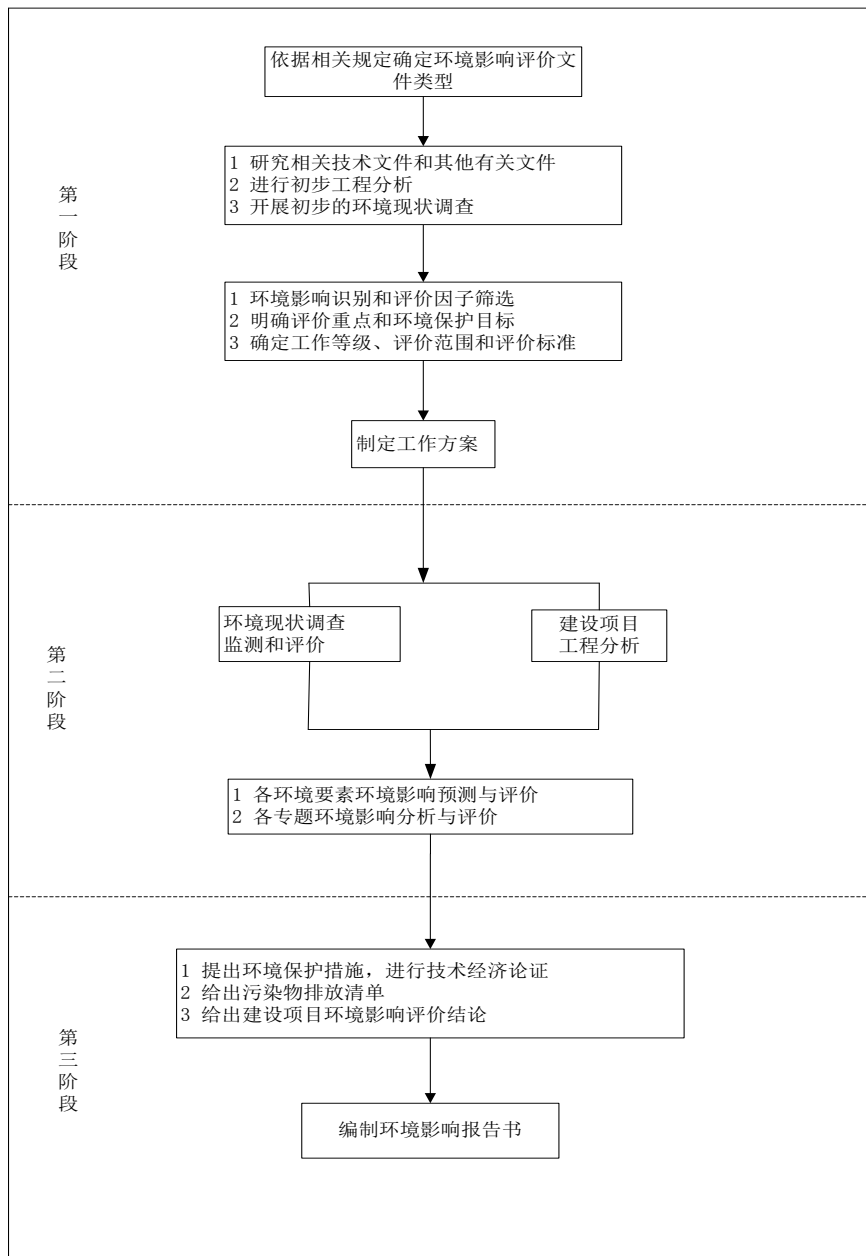 依据相关规定确定环境影响评价文
件类型
第一阶段
1 研究相关技术文件和其他有关文件
2 进行初步工程分析
3 开展初步的环境现状调查
1 环境影响识别和评价因子筛选
2 明确评价重点和环境保护目标
3 确定工作等级、评价范围和评价标准
制定工作方案
第二阶段
环境现状调查
监测和评价
建设项目
工程分析
1 各环境要素环境影响预测与评价
2 各专题环境影响分析与评价
第三阶段
1 提出环境保护措施，进行技术经济论证
2 给出污染物排放清单
3 给出建设项目环境影响评价结论
编制环境影响报告书